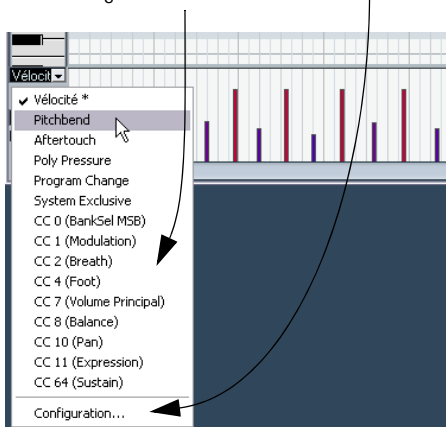 Vélocit
Vélocité *
Pitchbend
Aftertouch
Poly Pressure
Program Change
System Exclusive
CC 0 (BankSel MSB)
CC 1 (Modulation)
CC 2 (Breath)
CC 4 (Foot)
CC 7 (Volume Principal)
CC 8 (Balance)
CC 10 (Pan)
CC 11 (Expression)
CC 64 (Sustain)
Configuration...